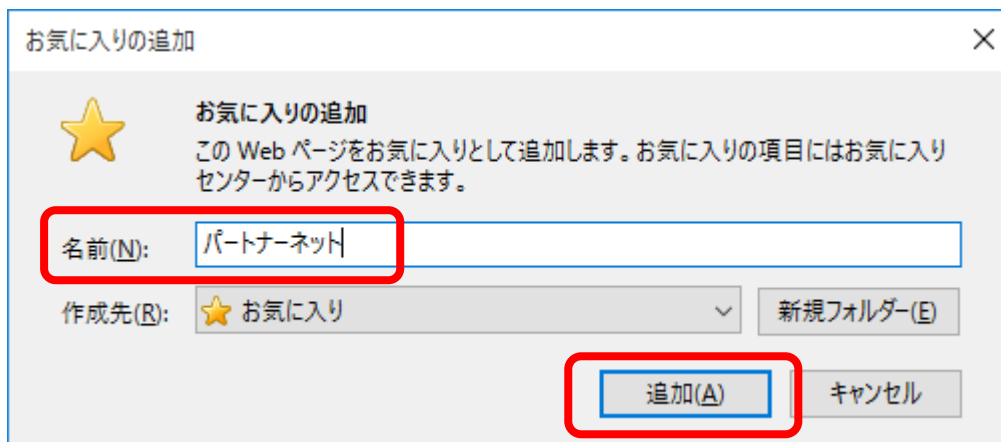 お気に入りの追加
お気に入りの追加
この Web ページをお気に入りとして追加します。お気に入りの項目にはお気に入り
センターからアクセスできます。
名前(N): パートナーネット
作成先(R): お気に入り 新規フォルダー(E)
追加(A) キャンセル